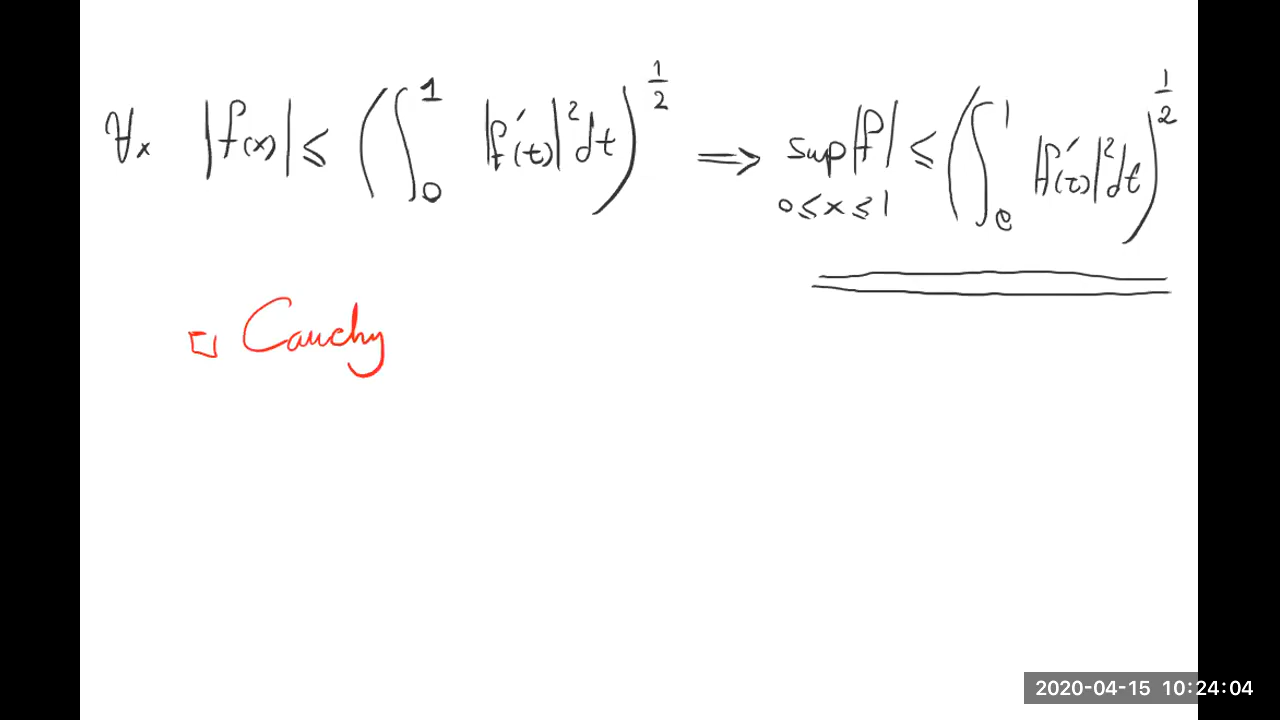 ∀x |f(x)| ≤ (∫₀¹ |f′(t)|² dt)^(1/2) ⟹ sup|f| ≤ (∫₀¹ |f′(t)|² dt)^(1/2)
0≤x≤1
□ Cauchy
2020-04-15 10:24:04